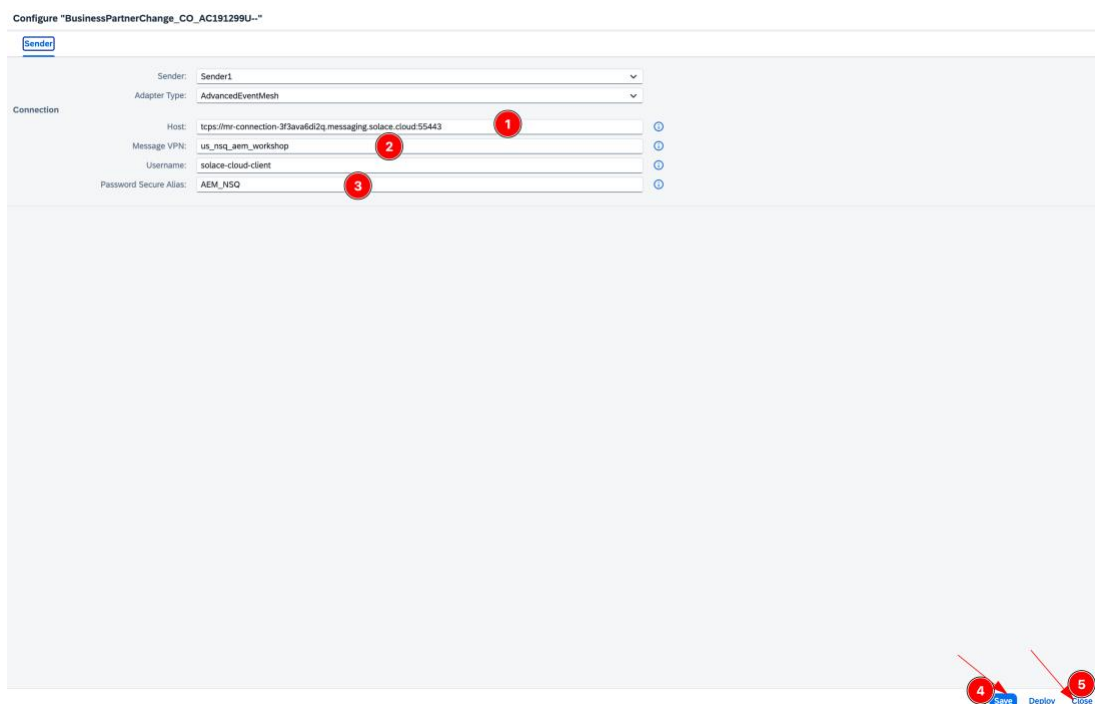 Configure "BusinessPartnerChange_CO_AC191299U--"
Sender
Sender: Sender1
Adapter Type: AdvancedEventMesh
Connection
Host: tcps://mr-connection-3f3ava6di2q.messaging.solace.cloud:55443
1
Message VPN: us_nsq_aem_workshop
2
Username: solace-cloud-client
Password Secure Alias: AEM_NSQ
3
4
5
Save Deploy Close